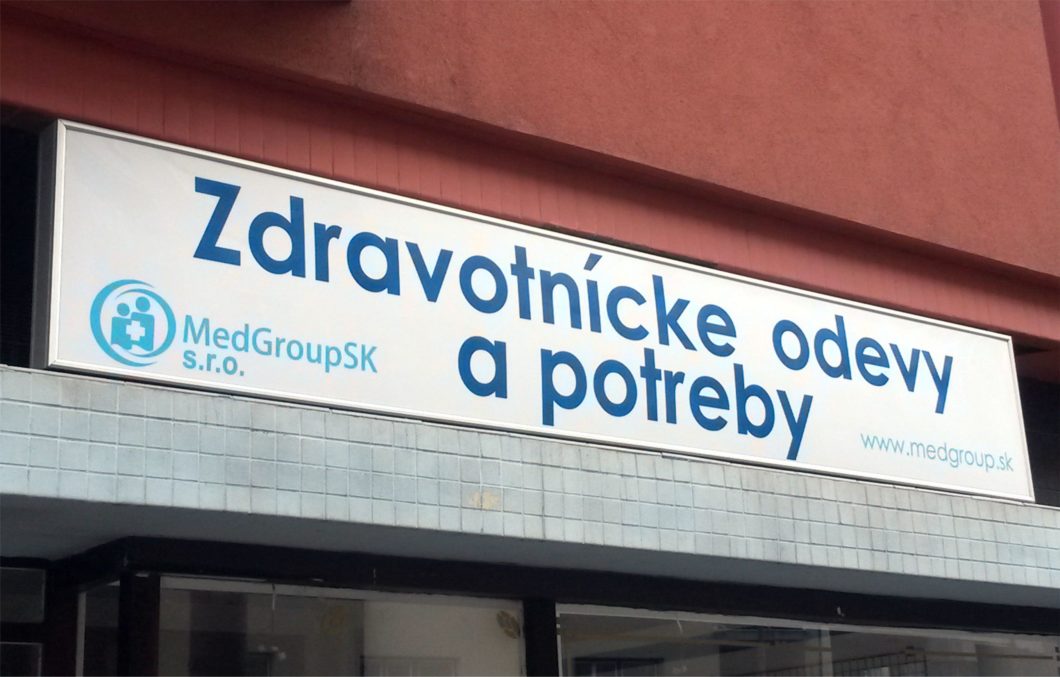 Zdravotnícke odevy
a potreby
MedGroupSK
s.r.o.
www.medgroup.sk